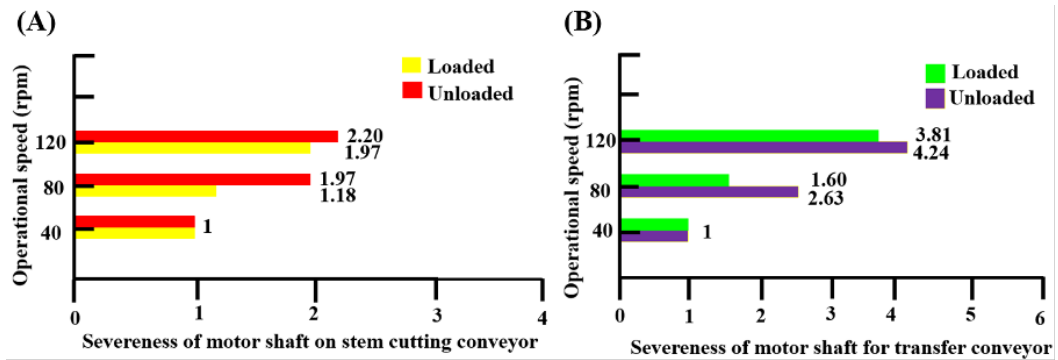 (A)
Operational speed (rpm)
Loaded
Unloaded
120
2.20
1.97
80
1.97
1.18
40
1
0 1 2 3 4
Severeness of motor shaft on stem cutting conveyor
(B)
Operational speed (rpm)
Loaded
Unloaded
120
3.81
4.24
80
1.60
2.63
40
1
0 1 2 3 4 5 6
Severeness of motor shaft for transfer conveyor